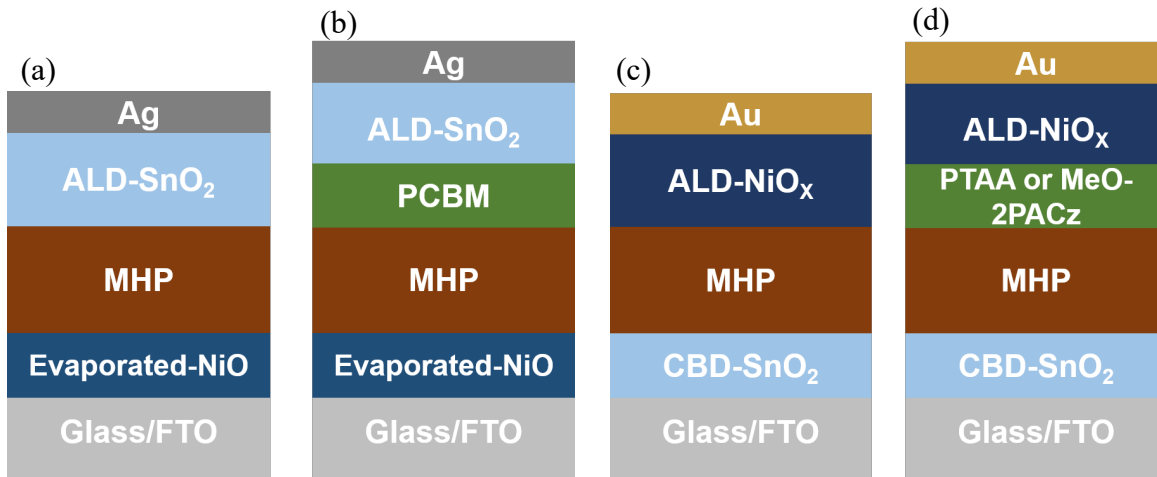 (a)
Ag
ALD-SnO₂
MHP
Evaporated-NiO
Glass/FTO
(b)
Ag
ALD-SnO₂
PCBM
MHP
Evaporated-NiO
Glass/FTO
(c)
Au
ALD-NiOₓ
MHP
CBD-SnO₂
Glass/FTO
(d)
Au
ALD-NiOₓ
PTAA or MeO-
2PACz
MHP
CBD-SnO₂
Glass/FTO